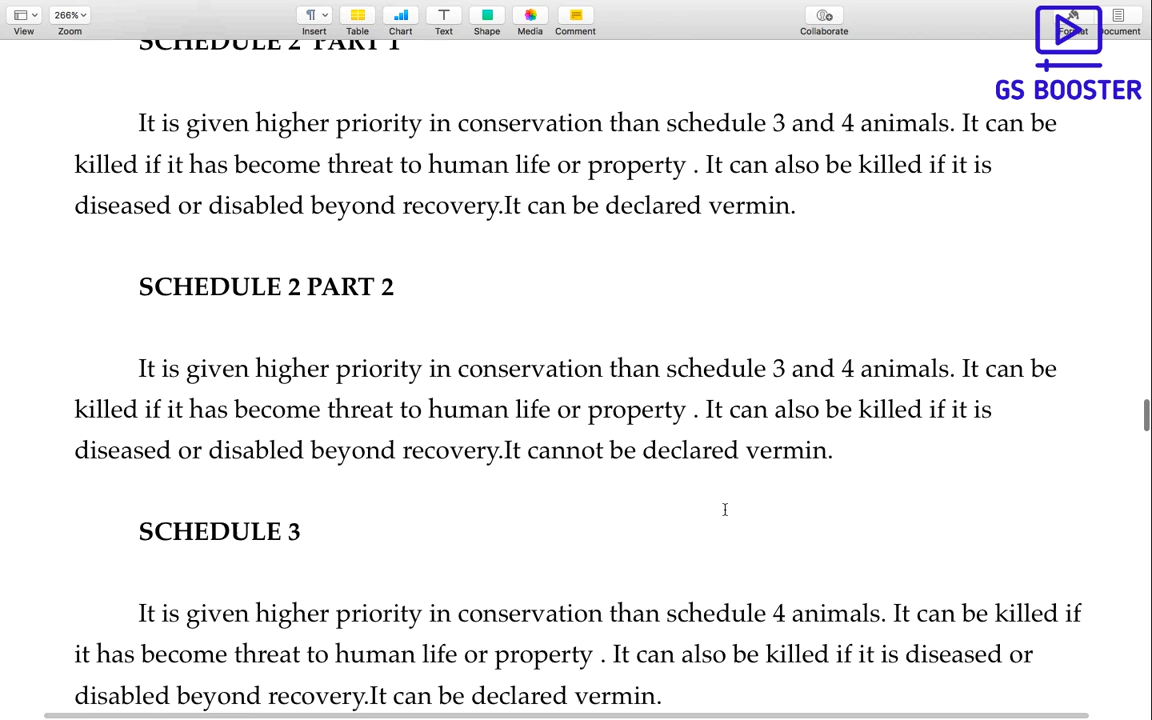 View
266%
Zoom
Insert
Table
Chart
Text
Shape
Media
Comment
Collaborate
Format
Document
GS BOOSTER
SCHEDULE 2 PART 1
It is given higher priority in conservation than schedule 3 and 4 animals. It can be
killed if it has become threat to human life or property . It can also be killed if it is
diseased or disabled beyond recovery.It can be declared vermin.
SCHEDULE 2 PART 2
It is given higher priority in conservation than schedule 3 and 4 animals. It can be
killed if it has become threat to human life or property . It can also be killed if it is
diseased or disabled beyond recovery.It cannot be declared vermin.
SCHEDULE 3
It is given higher priority in conservation than schedule 4 animals. It can be killed if
it has become threat to human life or property . It can also be killed if it is diseased or
disabled beyond recovery.It can be declared vermin.